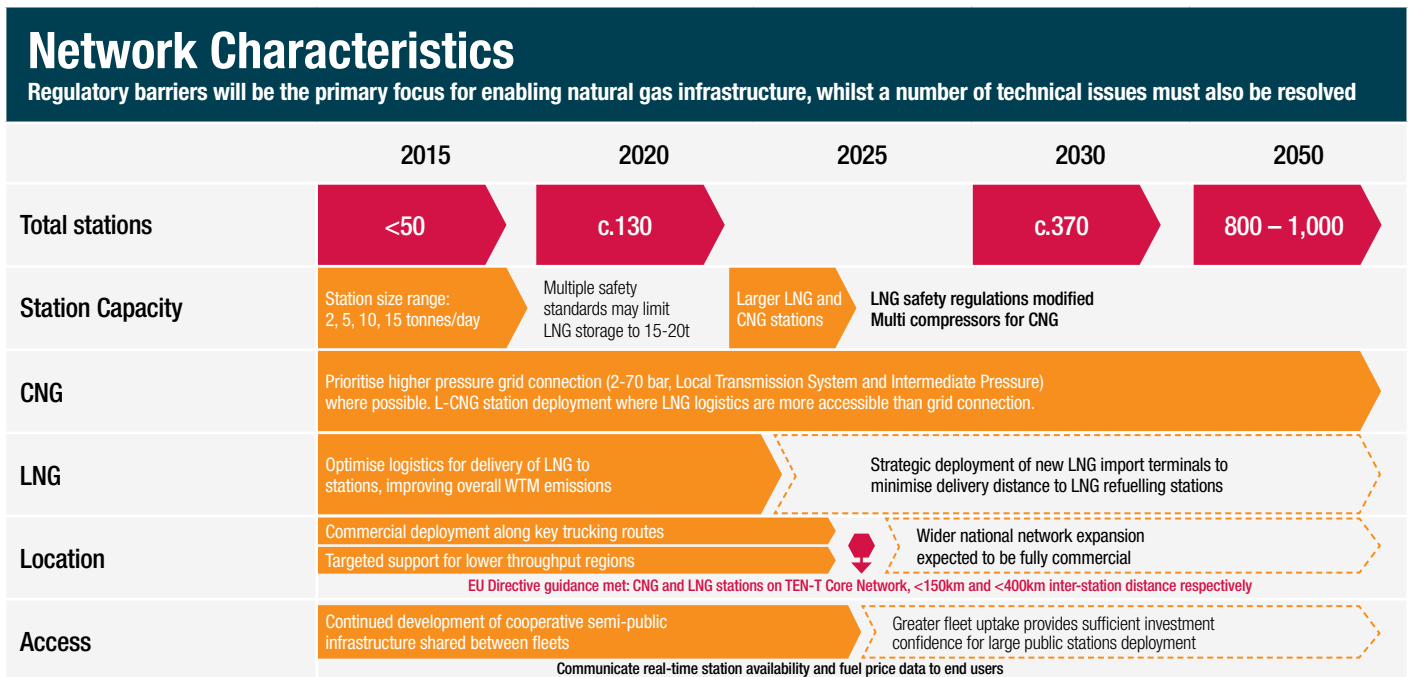 Network Characteristics
Regulatory barriers will be the primary focus for enabling natural gas infrastructure, whilst a number of technical issues must also be resolved
2015
2020
2025
2030
2050
Total stations
<50
c.130
c.370
800 – 1,000
Station Capacity
Station size range:
2, 5, 10, 15 tonnes/day
Multiple safety
standards may limit
LNG storage to 15-20t
Larger LNG and
CNG stations
LNG safety regulations modified
Multi compressors for CNG
CNG
Prioritise higher pressure grid connection (2-70 bar, Local Transmission System and Intermediate Pressure)
where possible. L-CNG station deployment where LNG logistics are more accessible than grid connection.
LNG
Optimise logistics for delivery of LNG to
stations, improving overall WTM emissions
Strategic deployment of new LNG import terminals to
minimise delivery distance to LNG refuelling stations
Location
Commercial deployment along key trucking routes
Targeted support for lower throughput regions
Wider national network expansion
expected to be fully commercial
EU Directive guidance met: CNG and LNG stations on TEN-T Core Network, <150km and <400km inter-station distance respectively
Access
Continued development of cooperative semi-public
infrastructure shared between fleets
Greater fleet uptake provides sufficient investment
confidence for large public stations deployment
Communicate real-time station availability and fuel price data to end users